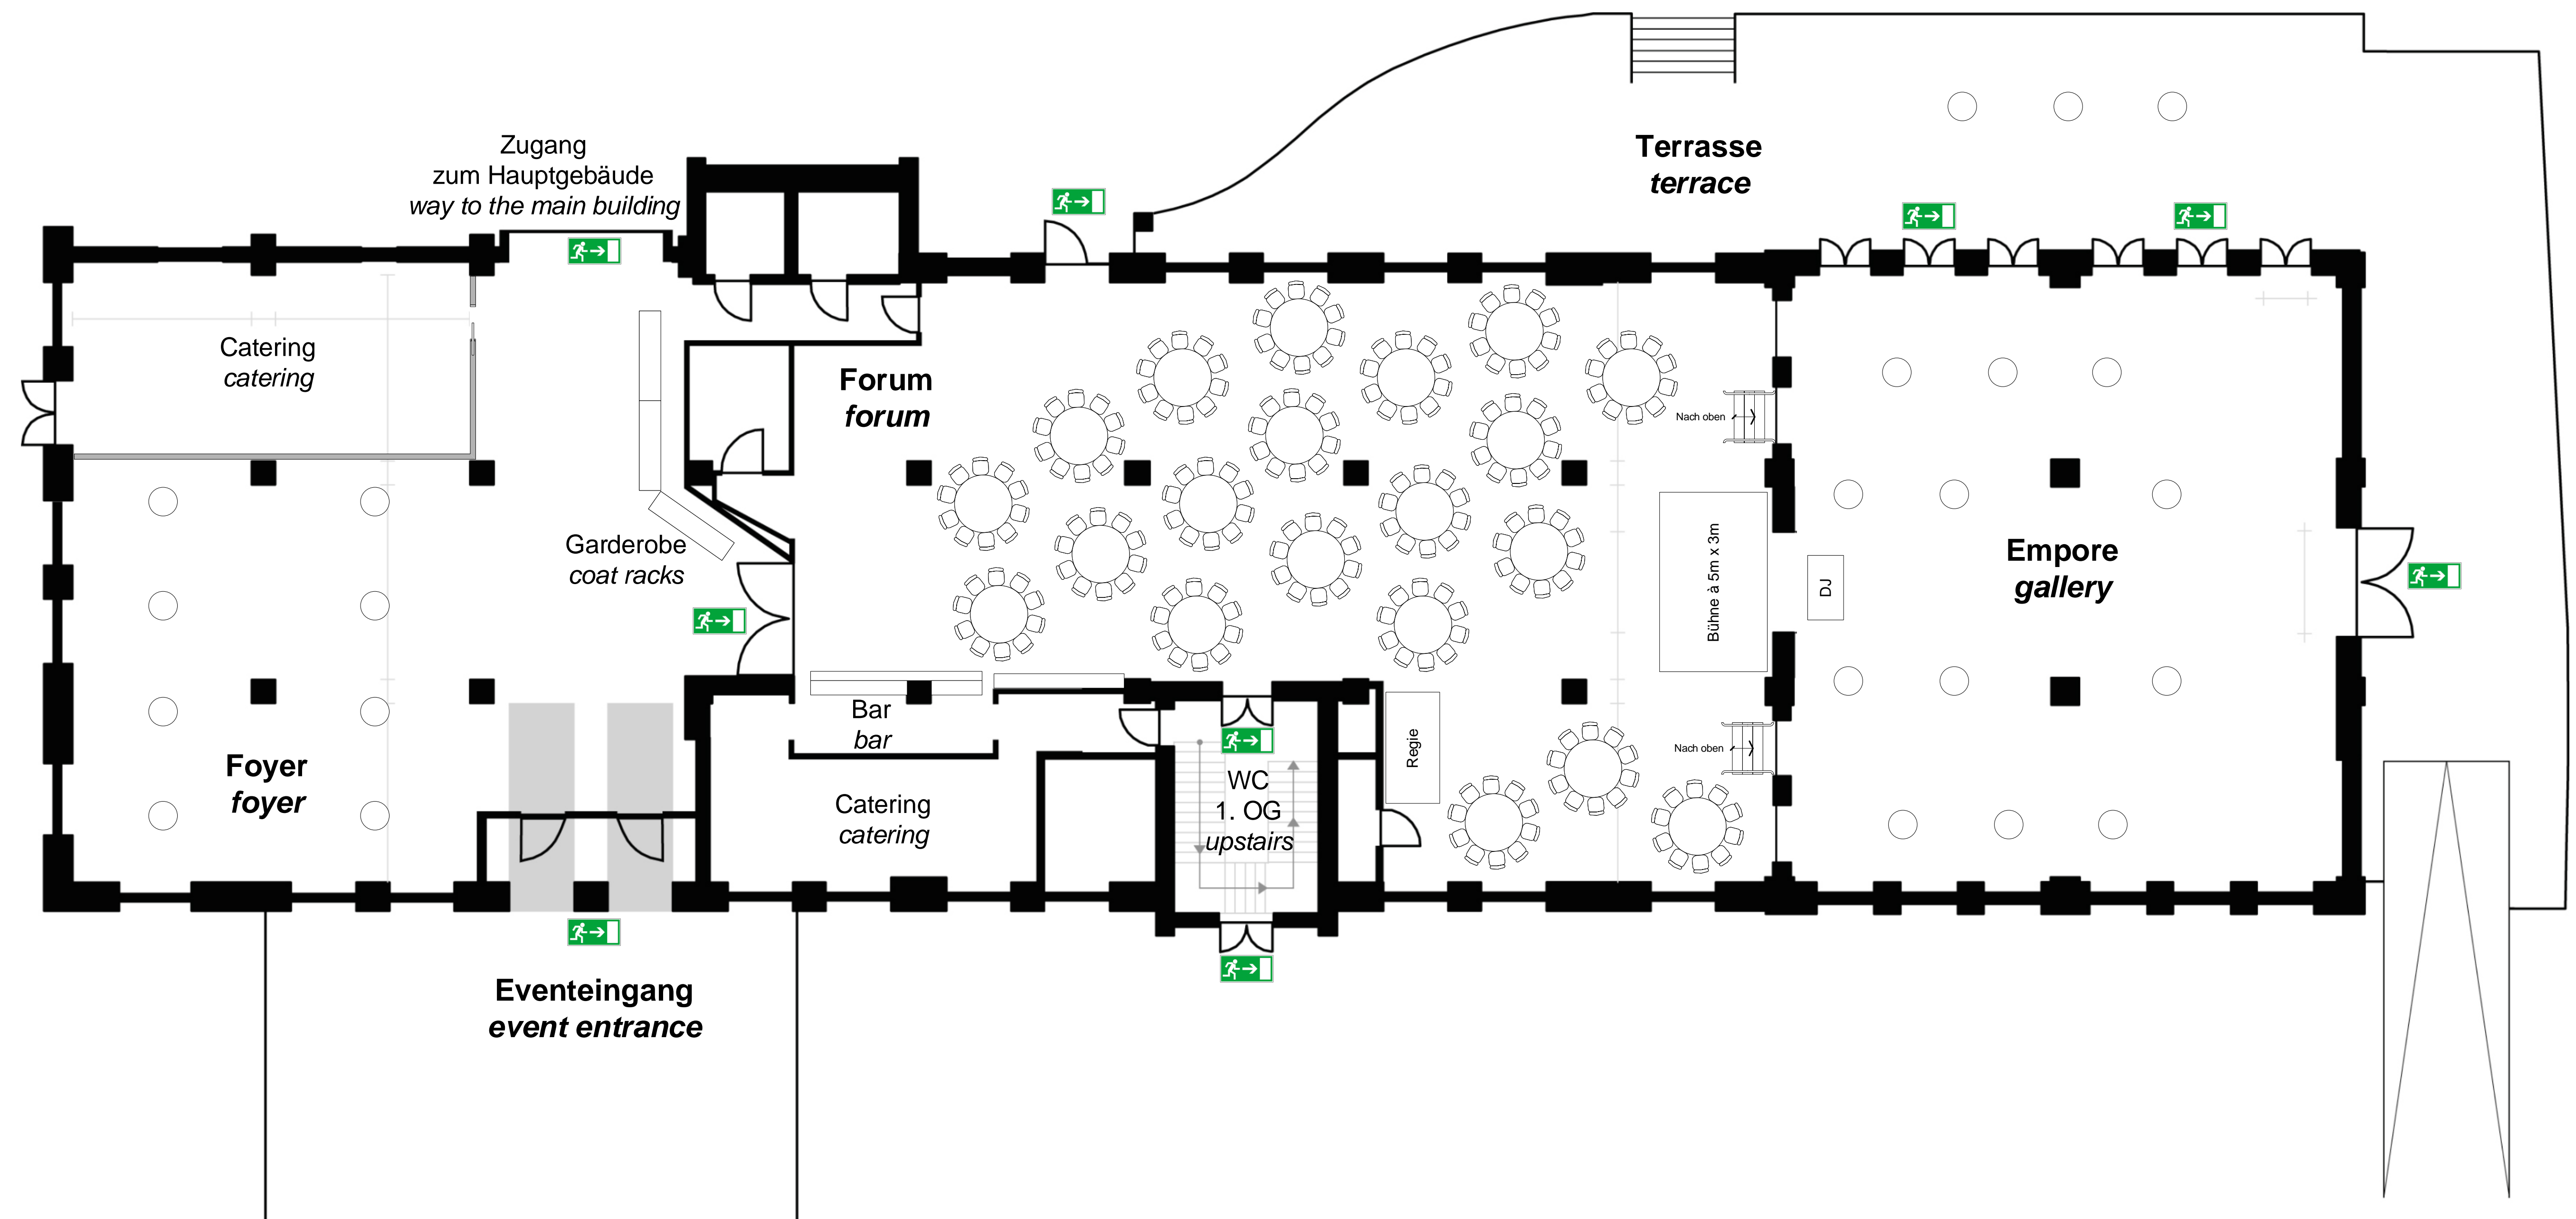 Zugang
zum Hauptgebäude
way to the main building
Terrasse
terrace
Catering
catering
Forum
forum
Nach oben
Garderobe
coat racks
Bühne à 5m x 3m
DJ
Empore
gallery
Bar
bar
Regie
Nach oben
Foyer
foyer
Catering
catering
WC
1. OG
upstairs
Eventeingang
event entrance